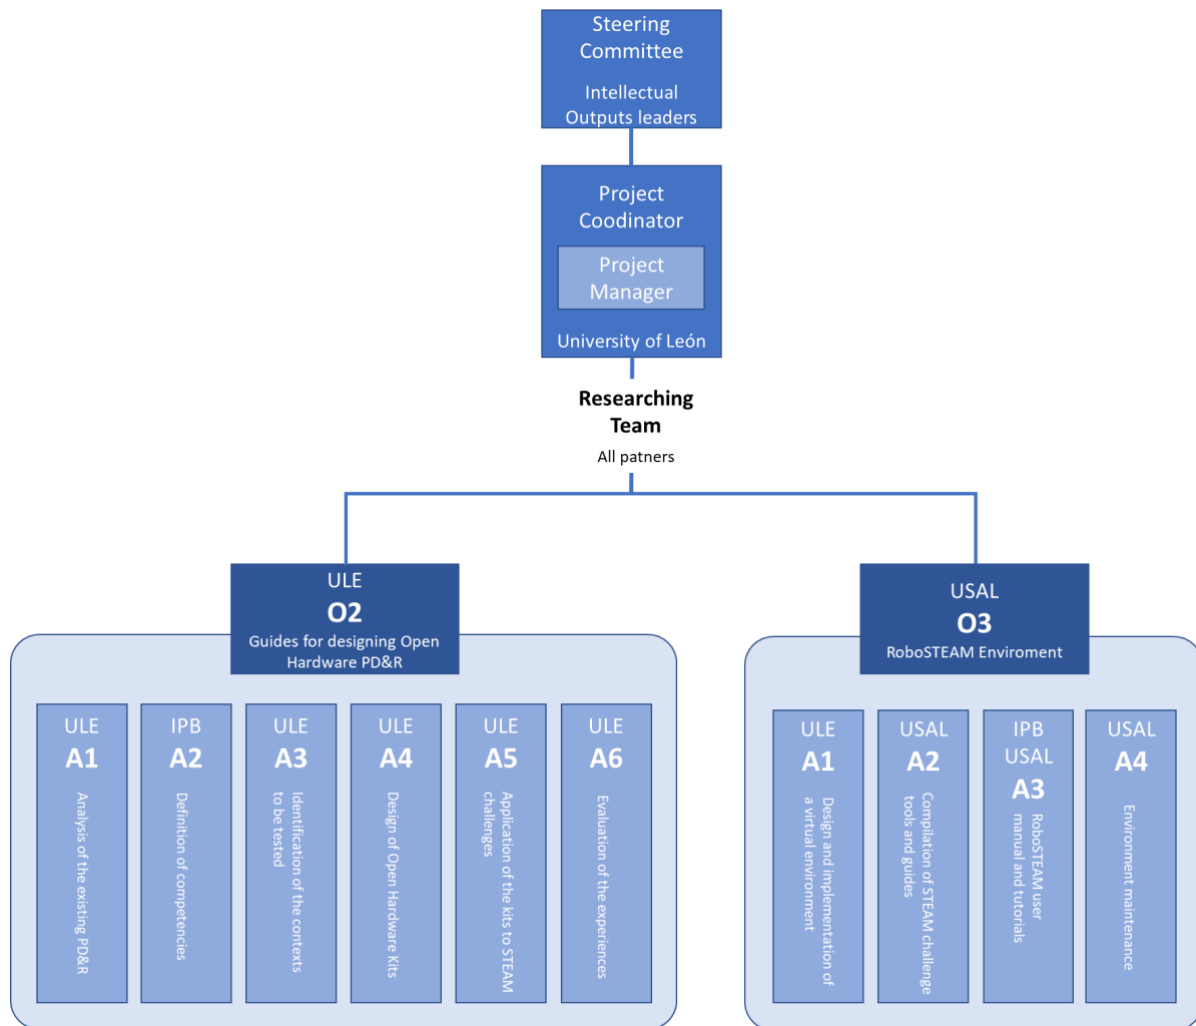 Steering
Committee
Intellectual
Outputs leaders
Project
Coodinator
Project
Manager
University of León
Researching
Team
All patners
ULE
O2
Guides for designing Open
Hardware PD&R
USAL
O3
RoboSTEAM Enviroment
ULE
A1
Analysis of the existing PD&R
IPB
A2
Definition of competencies
ULE
A3
Identification of the contexts
to be tested
ULE
A4
Design of Open Hardware Kits
ULE
A5
Application of the kits to STEAM
challenges
ULE
A6
Evaluation of the experiences
ULE
A1
Design and implementation of
a virtual environment
USAL
A2
Compilation of STEAM challenge
tools and guides
IPB
USAL
A3
RoboSTEAM user
manual and tutorials
USAL
A4
Environment maintenance